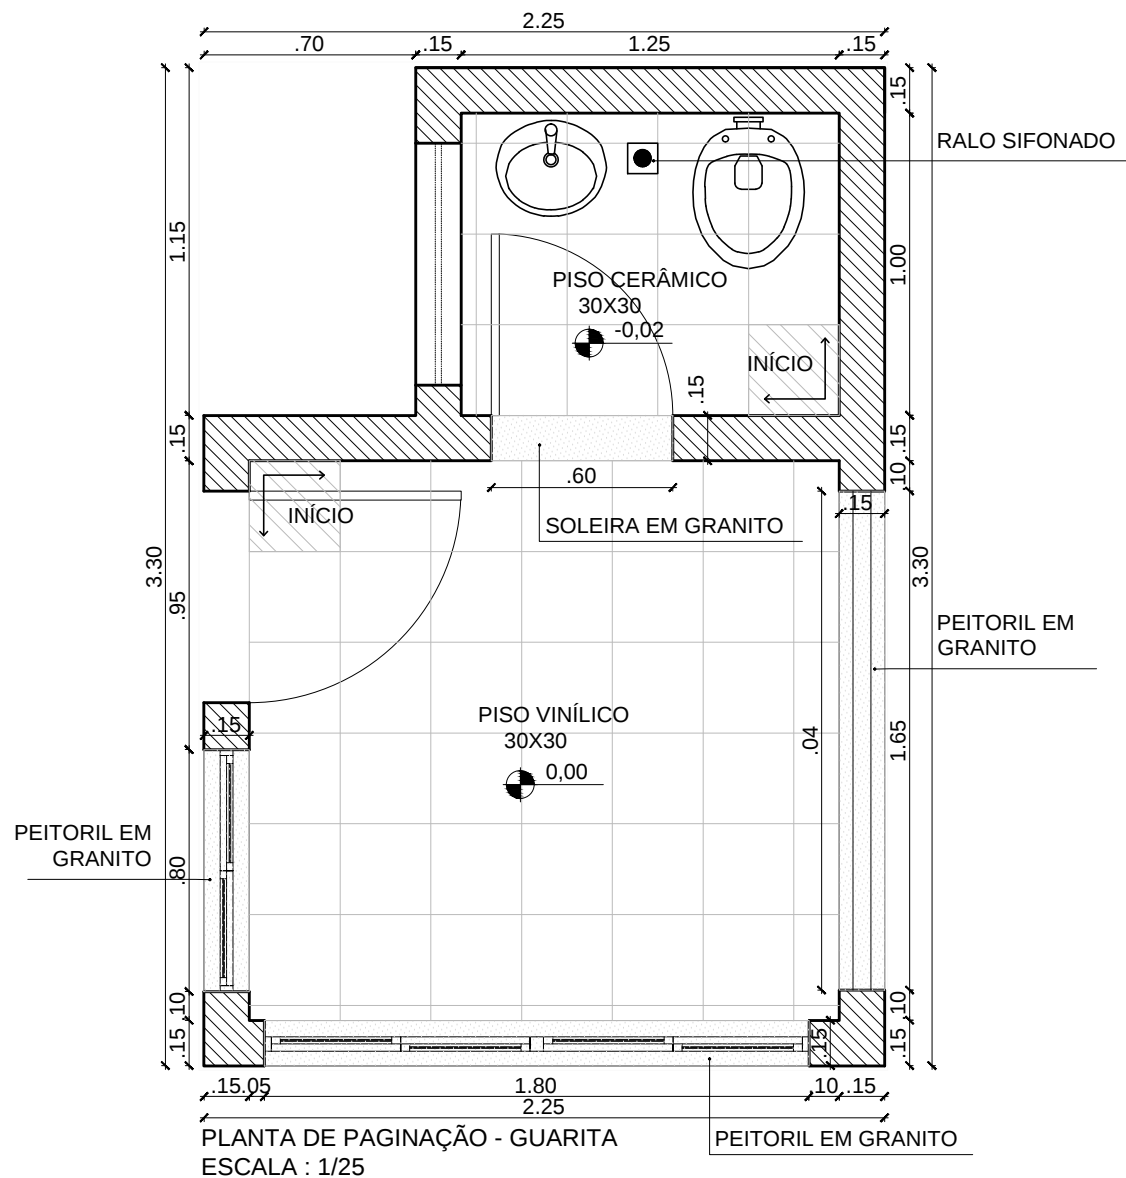 2.25
.70
.15
1.25
.15
.15
RALO SIFONADO
1.15
1.00
PISO CERÂMICO
30X30
-0,02
INÍCIO
.15
.15
.15
10
.60
INÍCIO
SOLEIRA EM GRANITO
.15
3.30
3.30
.95
PEITORIL EM
GRANITO
PISO VINÍLICO
30X30
0,00
.15
.04
1.65
PEITORIL EM
GRANITO
.80
10
10
.15
.15
.15
.15
.05
1.80
.10
.15
2.25
PLANTA DE PAGINAÇÃO - GUARITA
ESCALA : 1/25
PEITORIL EM GRANITO